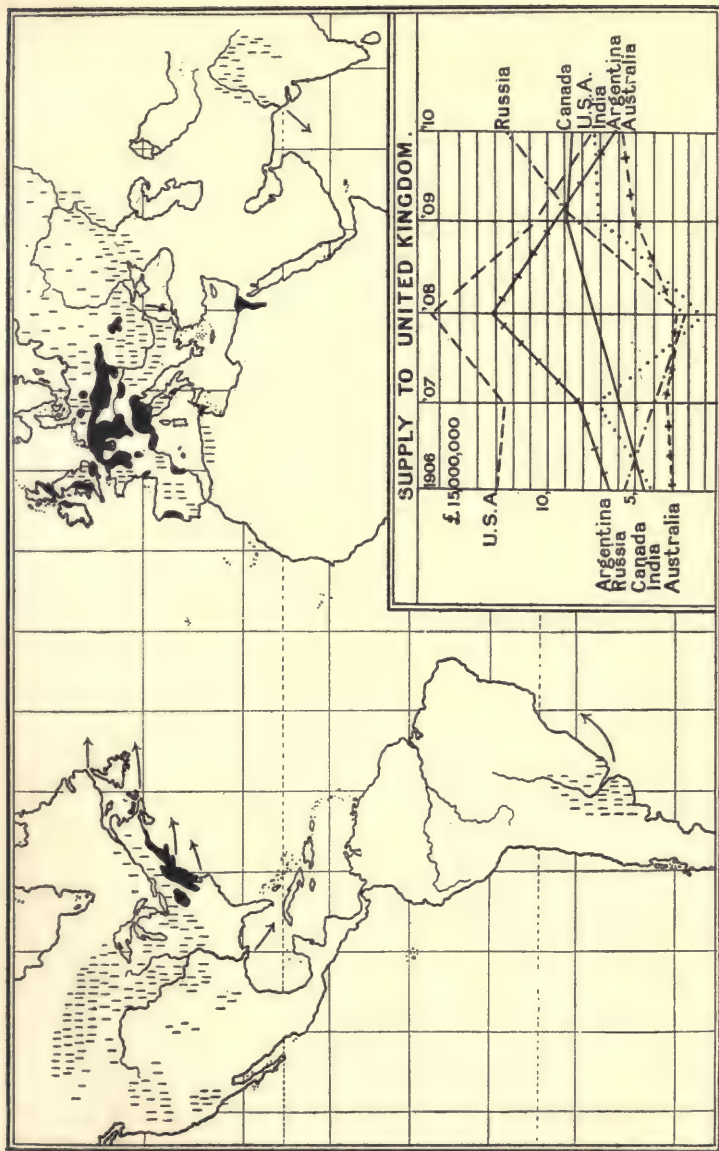 SUPPLY TO UNITED KINGDOM.
1906 '07 '08 '09 '10
£15,000,000
U.S.A.
10,
Argentina
Russia
5,
Canada
India
Australia
Russia
Canada
U.S.A.
India
Argentina
Australia